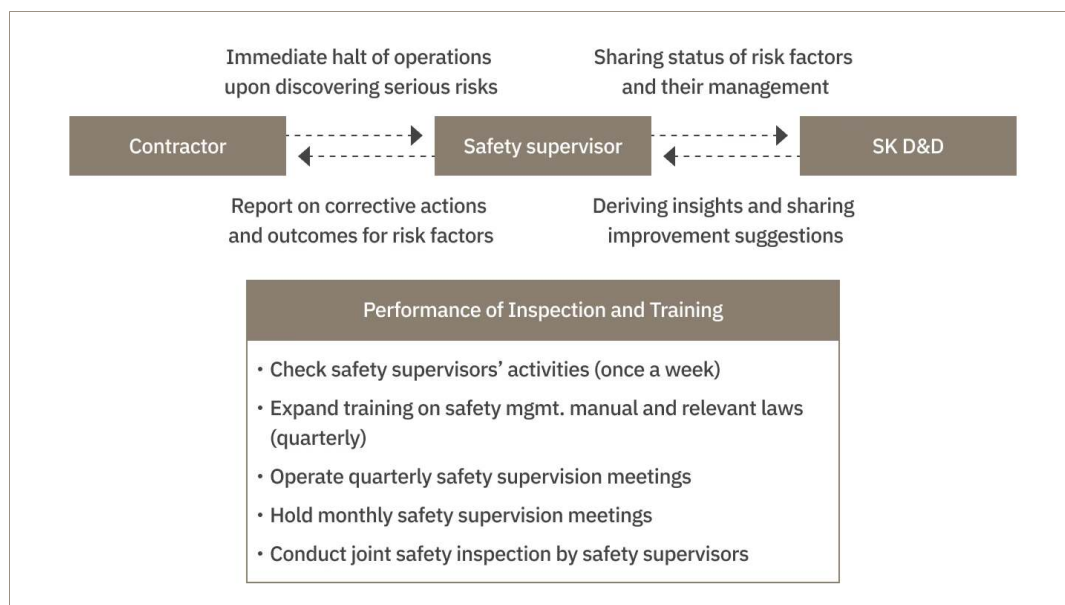 Immediate halt of operations
upon discovering serious risks
Sharing status of risk factors
and their management
Contractor
Safety supervisor
SK D&D
Report on corrective actions
and outcomes for risk factors
Deriving insights and sharing
improvement suggestions
Performance of Inspection and Training
• Check safety supervisors’ activities (once a week)
• Expand training on safety mgmt. manual and relevant laws
(quarterly)
• Operate quarterly safety supervision meetings
• Hold monthly safety supervision meetings
• Conduct joint safety inspection by safety supervisors